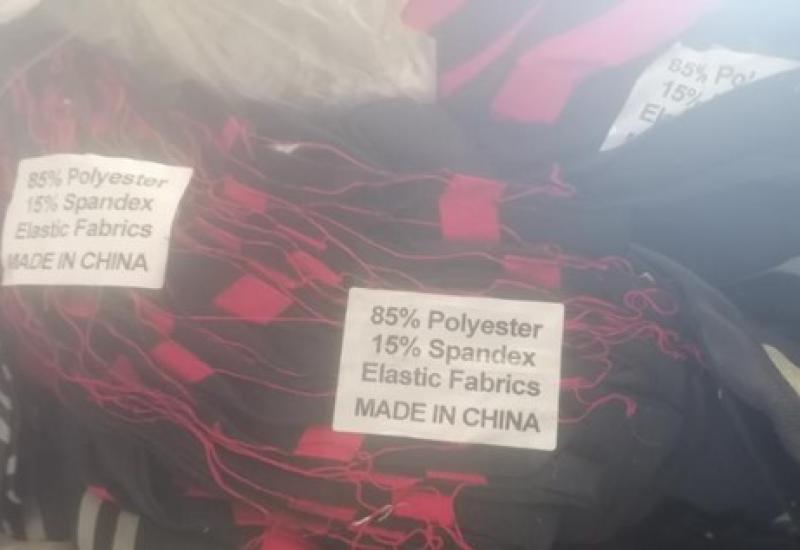 85% Polyester
15% Spandex
Elastic Fabrics
MADE IN CHINA
85% Polyester
15% Spandex
Elastic Fabrics
MADE IN CHINA
85%
15%